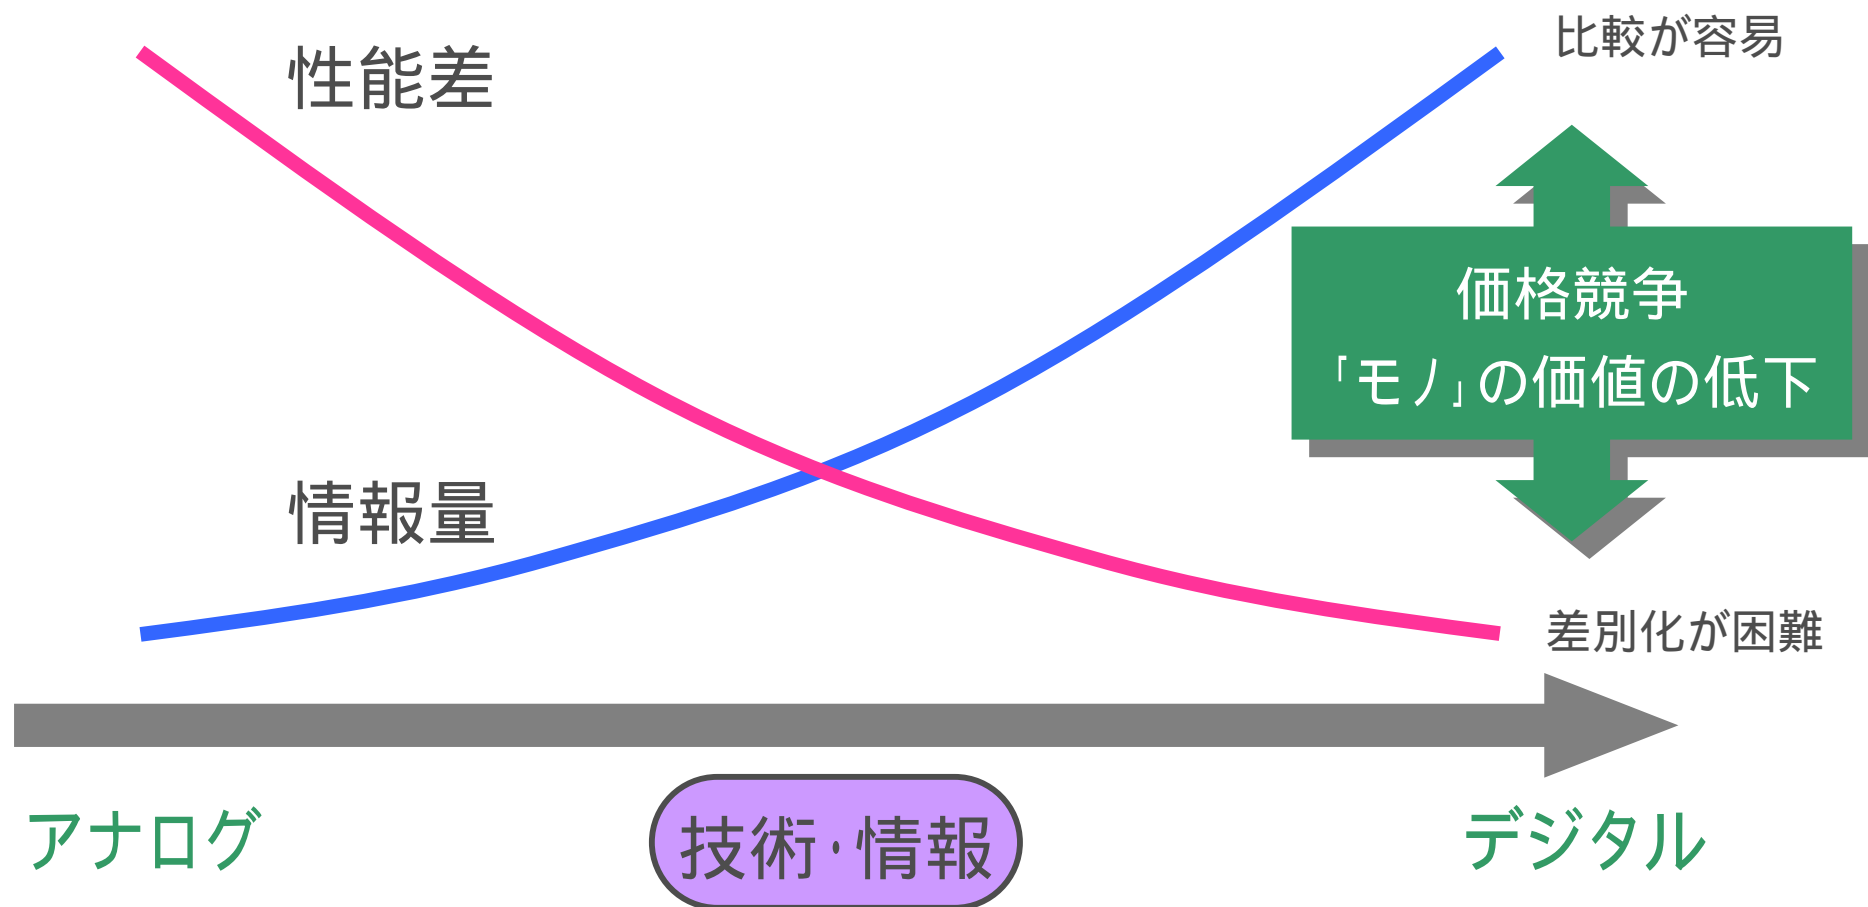 性能差
比較が容易
価格競争
「モノ」の価値の低下
情報量
差別化が困難
アナログ
技術・情報
デジタル